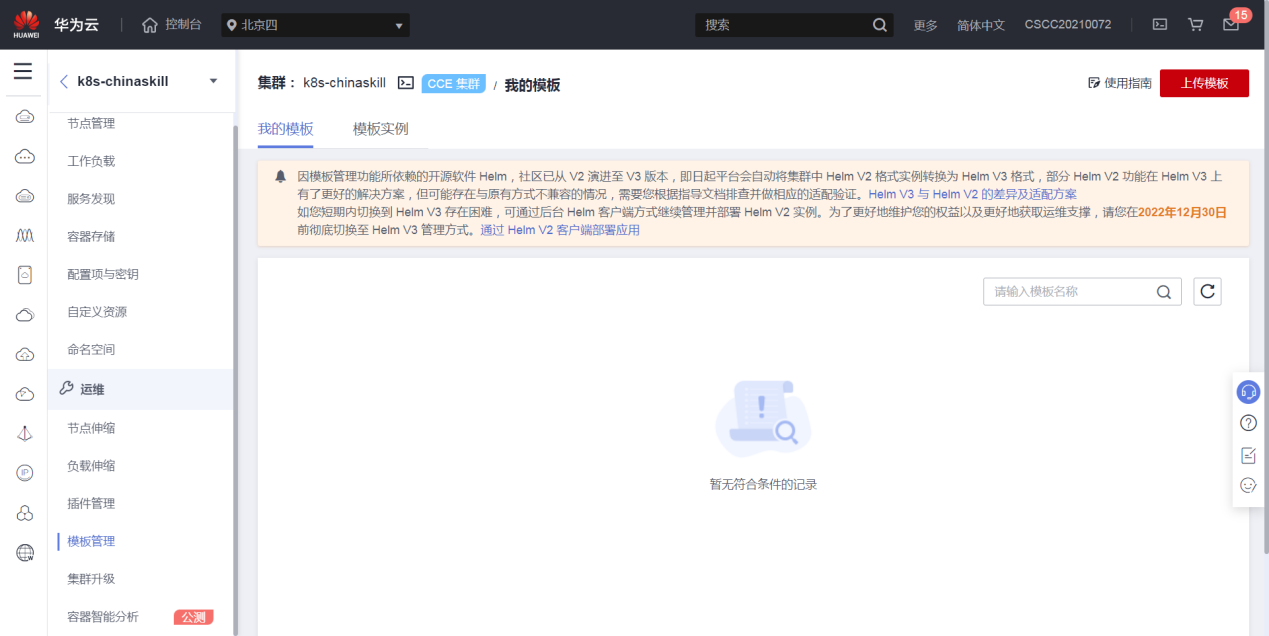 HUAWEI
华为云
控制台
北京四
搜索
更多
简体中文
CSCC20210072
15
k8s-chinaskill
节点管理
工作负载
服务发现
容器存储
配置项与密钥
自定义资源
命名空间
运维
节点伸缩
负载伸缩
插件管理
模板管理
集群升级
容器智能分析
公测
集群： k8s-chinaskill CCE 集群 / 我的模板
使用指南
上传模板
我的模板
模板实例
因模板管理功能所依赖的开源软件 Helm，社区已从 V2 演进至 V3 版本，即日起平台会自动将集群中 Helm V2 格式实例转换为 Helm V3 格式，部分 Helm V2 功能在 Helm V3 上
有了更好的解决方案，但可能存在与原有方式不兼容的情况，需要您根据指导文档排查并做相应的适配验证。Helm V3 与 Helm V2 的差异及适配方案
如您短期内切换到 Helm V3 存在困难，可通过后台 Helm 客户端方式继续管理并部署 Helm V2 实例。为了更好地维护您的权益以及更好地获取运维支撑，请您在2022年12月30日
前彻底切换至 Helm V3 管理方式。通过 Helm V2 客户端部署应用
请输入模板名称
暂无符合条件的记录
IP